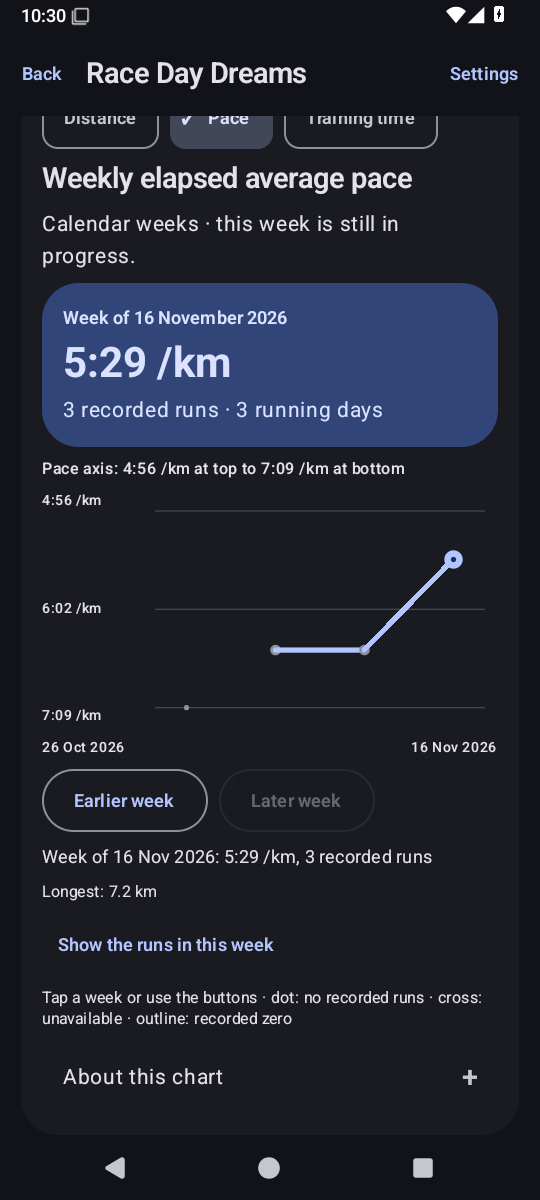 10:30
Back Race Day Dreams Settings
Distance ✓ Pace Training time
Weekly elapsed average pace
Calendar weeks · this week is still in
progress.
Week of 16 November 2026
5:29 /km
3 recorded runs · 3 running days
Pace axis: 4:56 /km at top to 7:09 /km at bottom
4:56 /km
6:02 /km
7:09 /km
26 Oct 2026 16 Nov 2026
Earlier week Later week
Week of 16 Nov 2026: 5:29 /km, 3 recorded runs
Longest: 7.2 km
Show the runs in this week
Tap a week or use the buttons · dot: no recorded runs · cross:
unavailable · outline: recorded zero
About this chart +